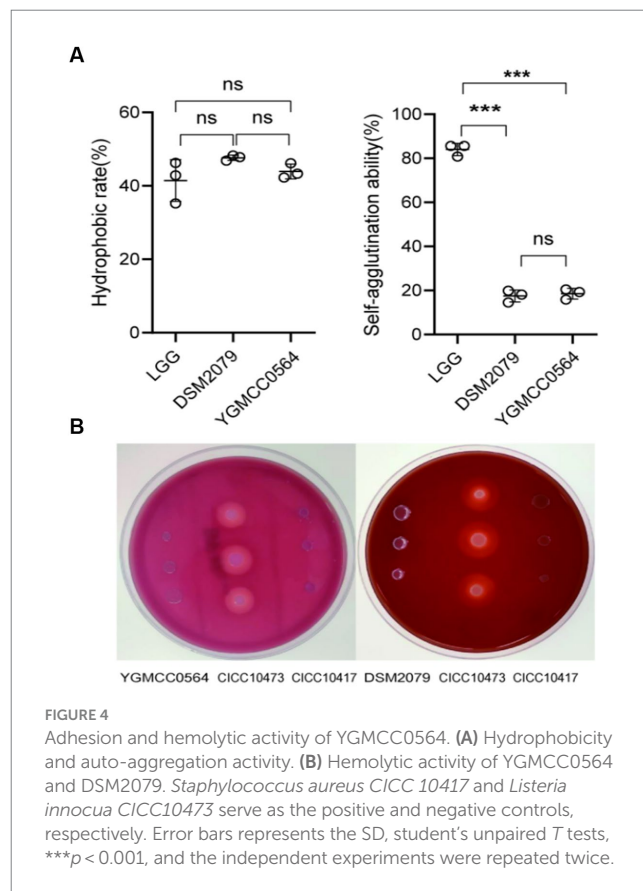 A
ns
ns
ns
Hydrophobic rate(%)
60
40
20
0
LGG
DSM2079
YGMCC0564
***
***
ns
Self-agglutination ability(%)
100
80
60
40
20
0
LGG
DSM2079
YGMCC0564
B
YGMCC0564 CICC10473 CICC10417 DSM2079 CICC10473 CICC10417
FIGURE 4
Adhesion and hemolytic activity of YGMCC0564. (A) Hydrophobicity
and auto-aggregation activity. (B) Hemolytic activity of YGMCC0564
and DSM2079. Staphylococcus aureus CICC 10417 and Listeria
innocua CICC10473 serve as the positive and negative controls,
respectively. Error bars represents the SD, student’s unpaired T tests,
***p < 0.001, and the independent experiments were repeated twice.